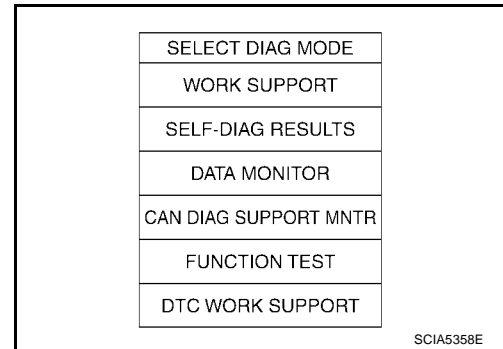 SELECT DIAG MODE
WORK SUPPORT
SELF-DIAG RESULTS
DATA MONITOR
CAN DIAG SUPPORT MNTR
FUNCTION TEST
DTC WORK SUPPORT
SCIA5358E